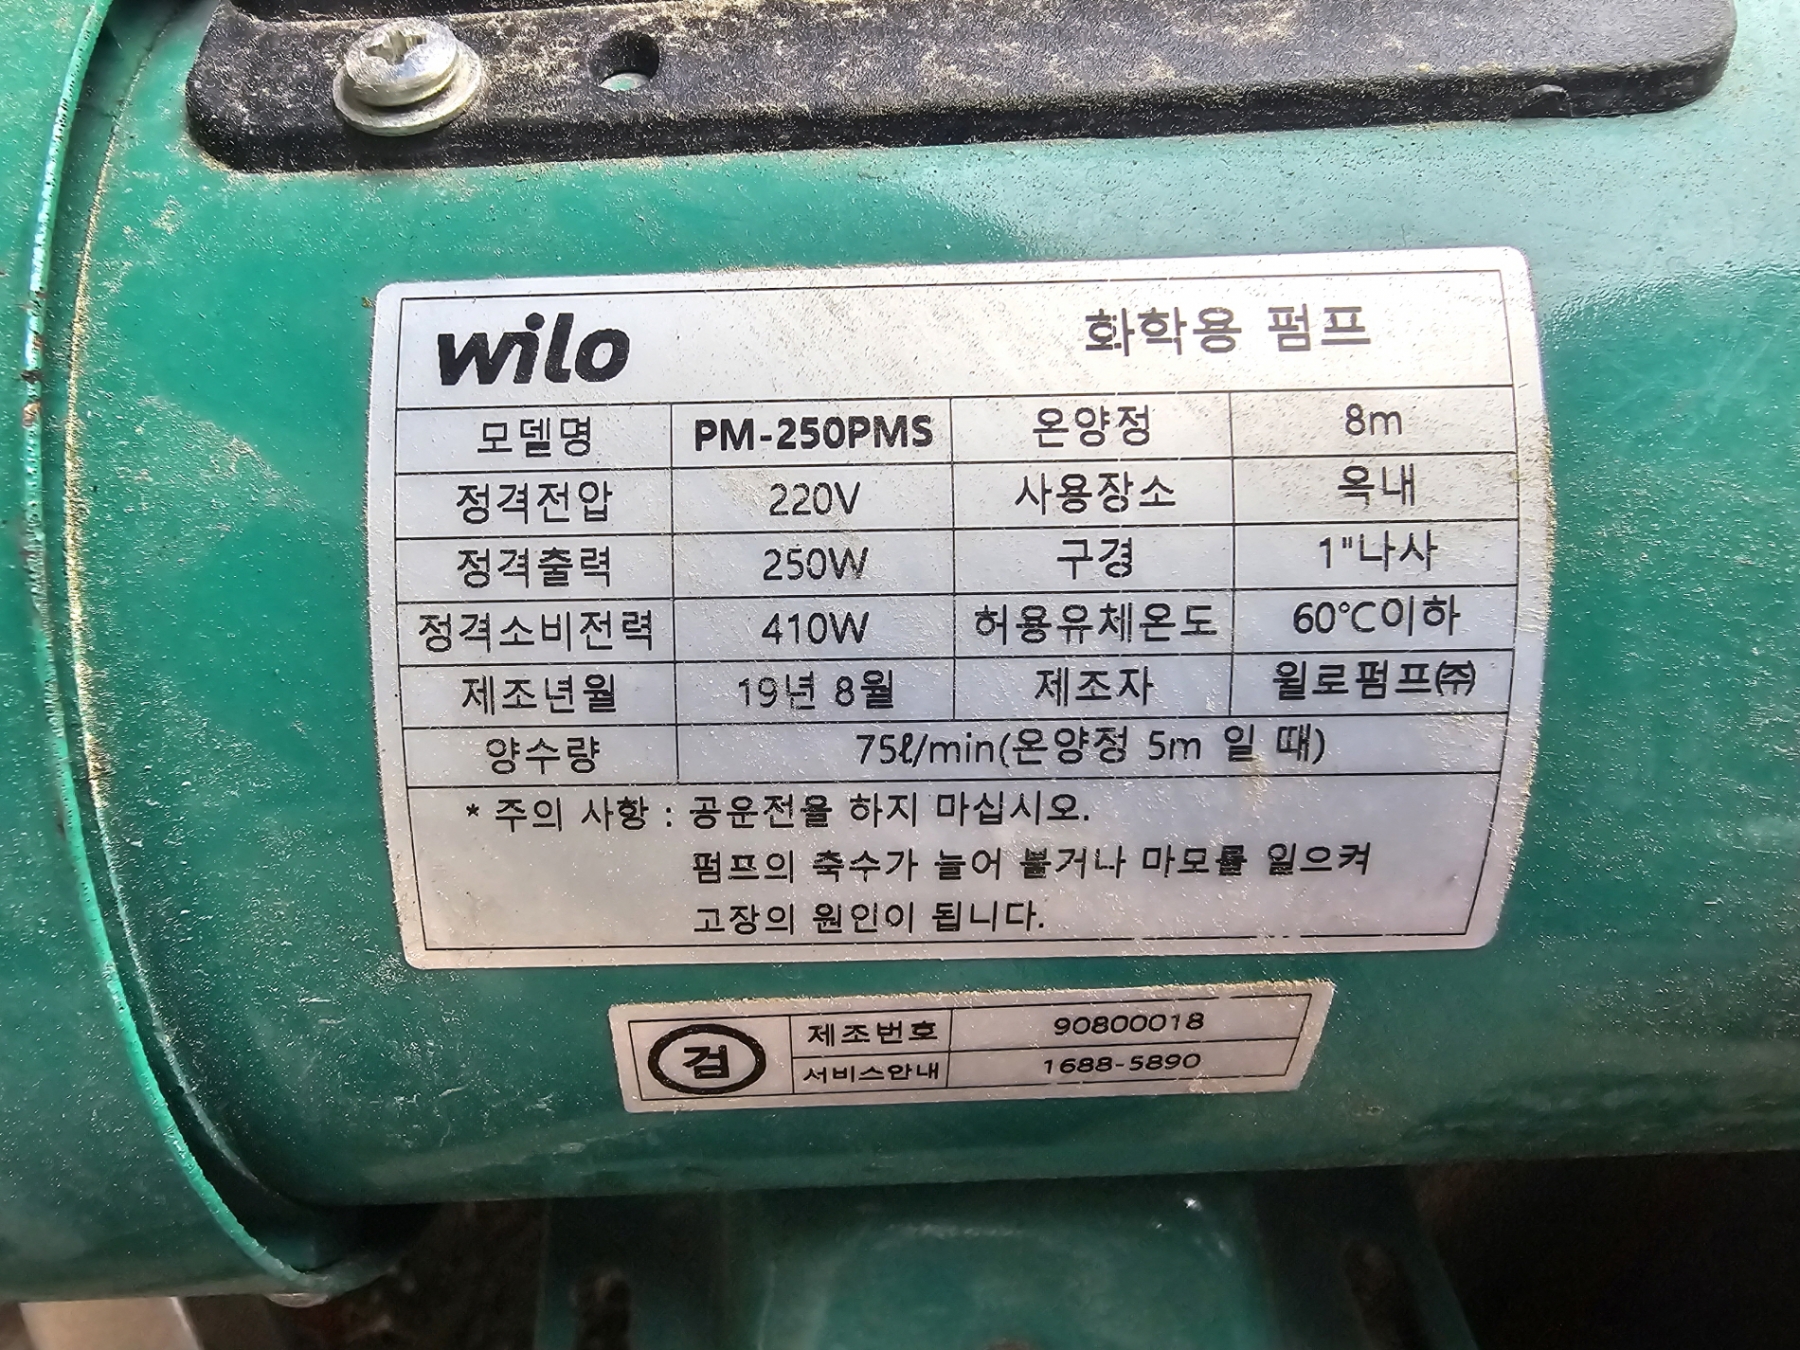 wilo 화학용 펌프
모델명 PM-250PMS 온양정 8m
정격전압 220V 사용장소 옥내
정격출력 250W 구경 1"나사
정격소비전력 410W 허용유체온도 60℃이하
제조년월 19년 8월 제조자 윌로펌프㈜
양수량 75ℓ/min(온양정 5m 일 때)
* 주의 사항 : 공운전을 하지 마십시오.
펌프의 축수가 늘어 붙거나 마모를 일으켜
고장의 원인이 됩니다.
검 제조번호 90800018
서비스안내 1688-5890